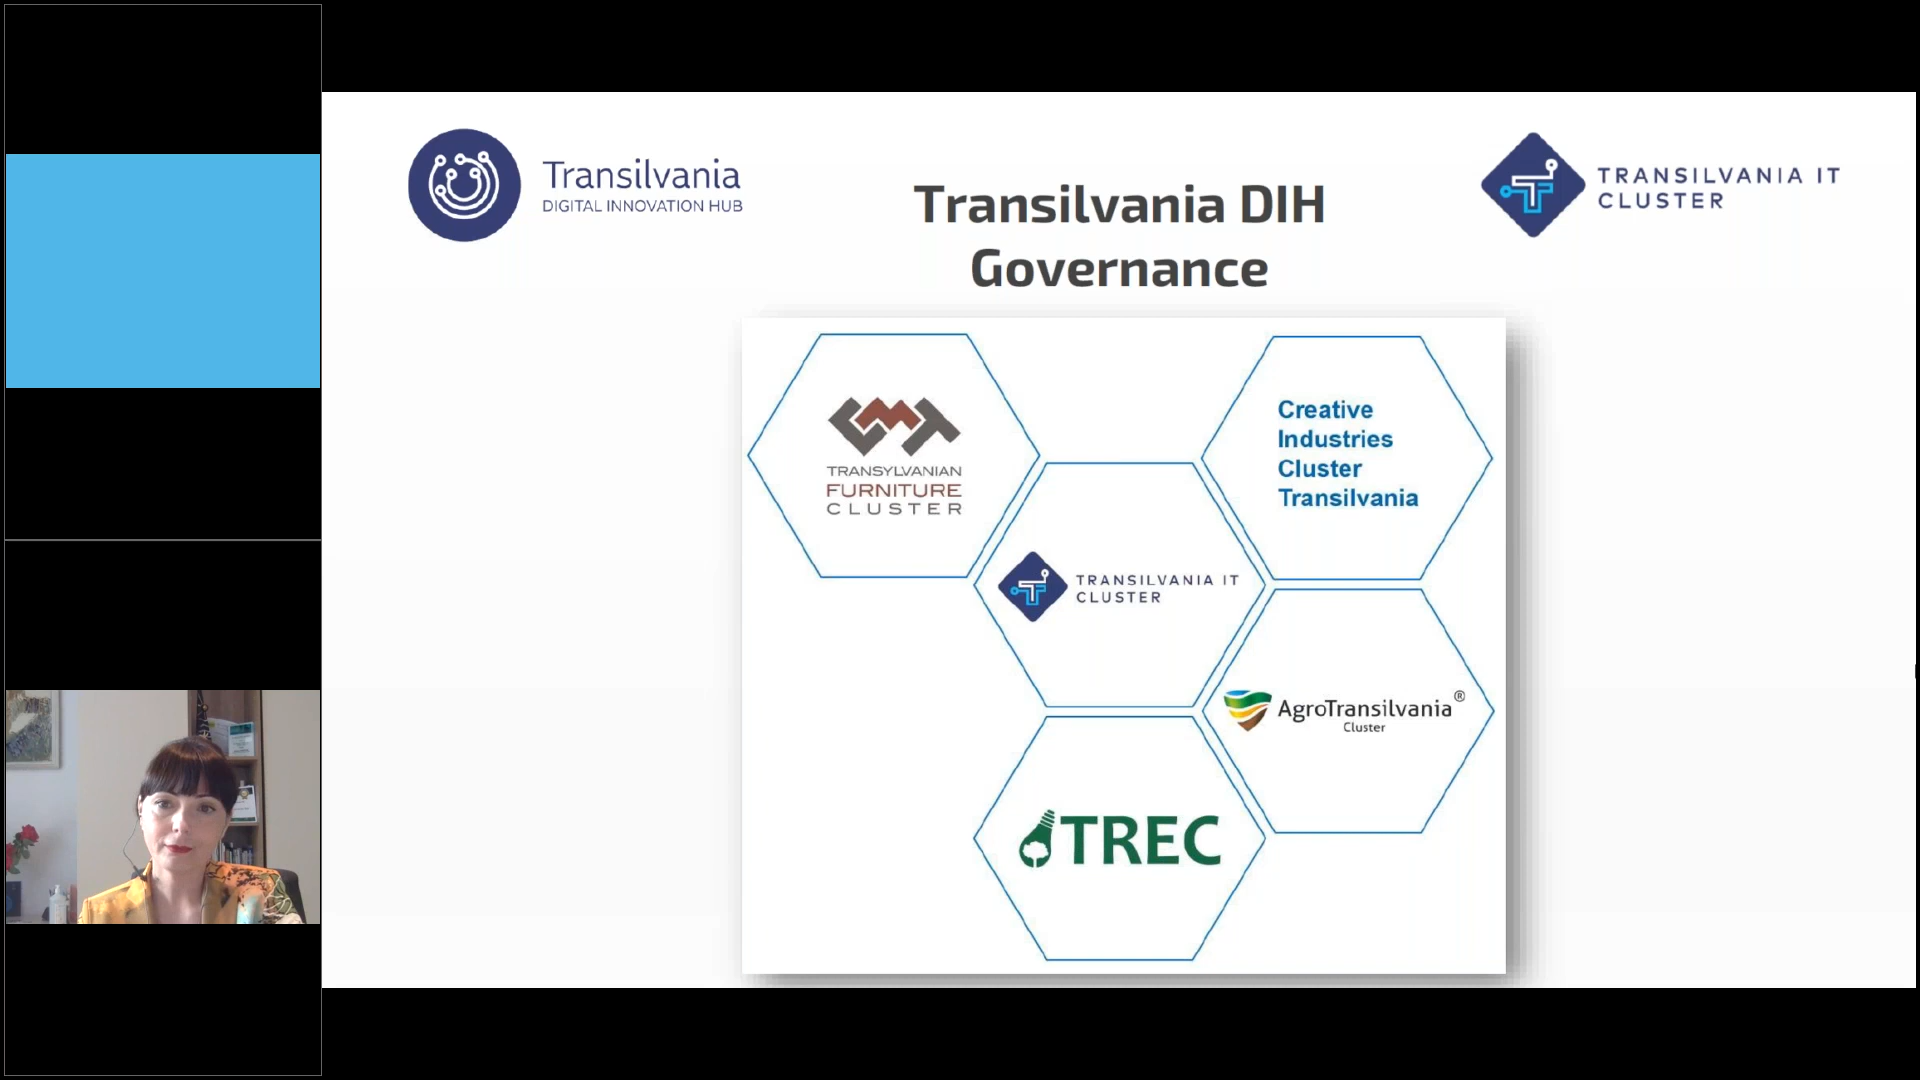 Transilvania
DIGITAL INNOVATION HUB
Transilvania DIH
Governance
TRANSILVANIA IT
CLUSTER
TRANSYLVANIAN
FURNITURE
CLUSTER
Creative
Industries
Cluster
Transilvania
TRANSILVANIA IT
CLUSTER
AgroTransilvania®
Cluster
TREC